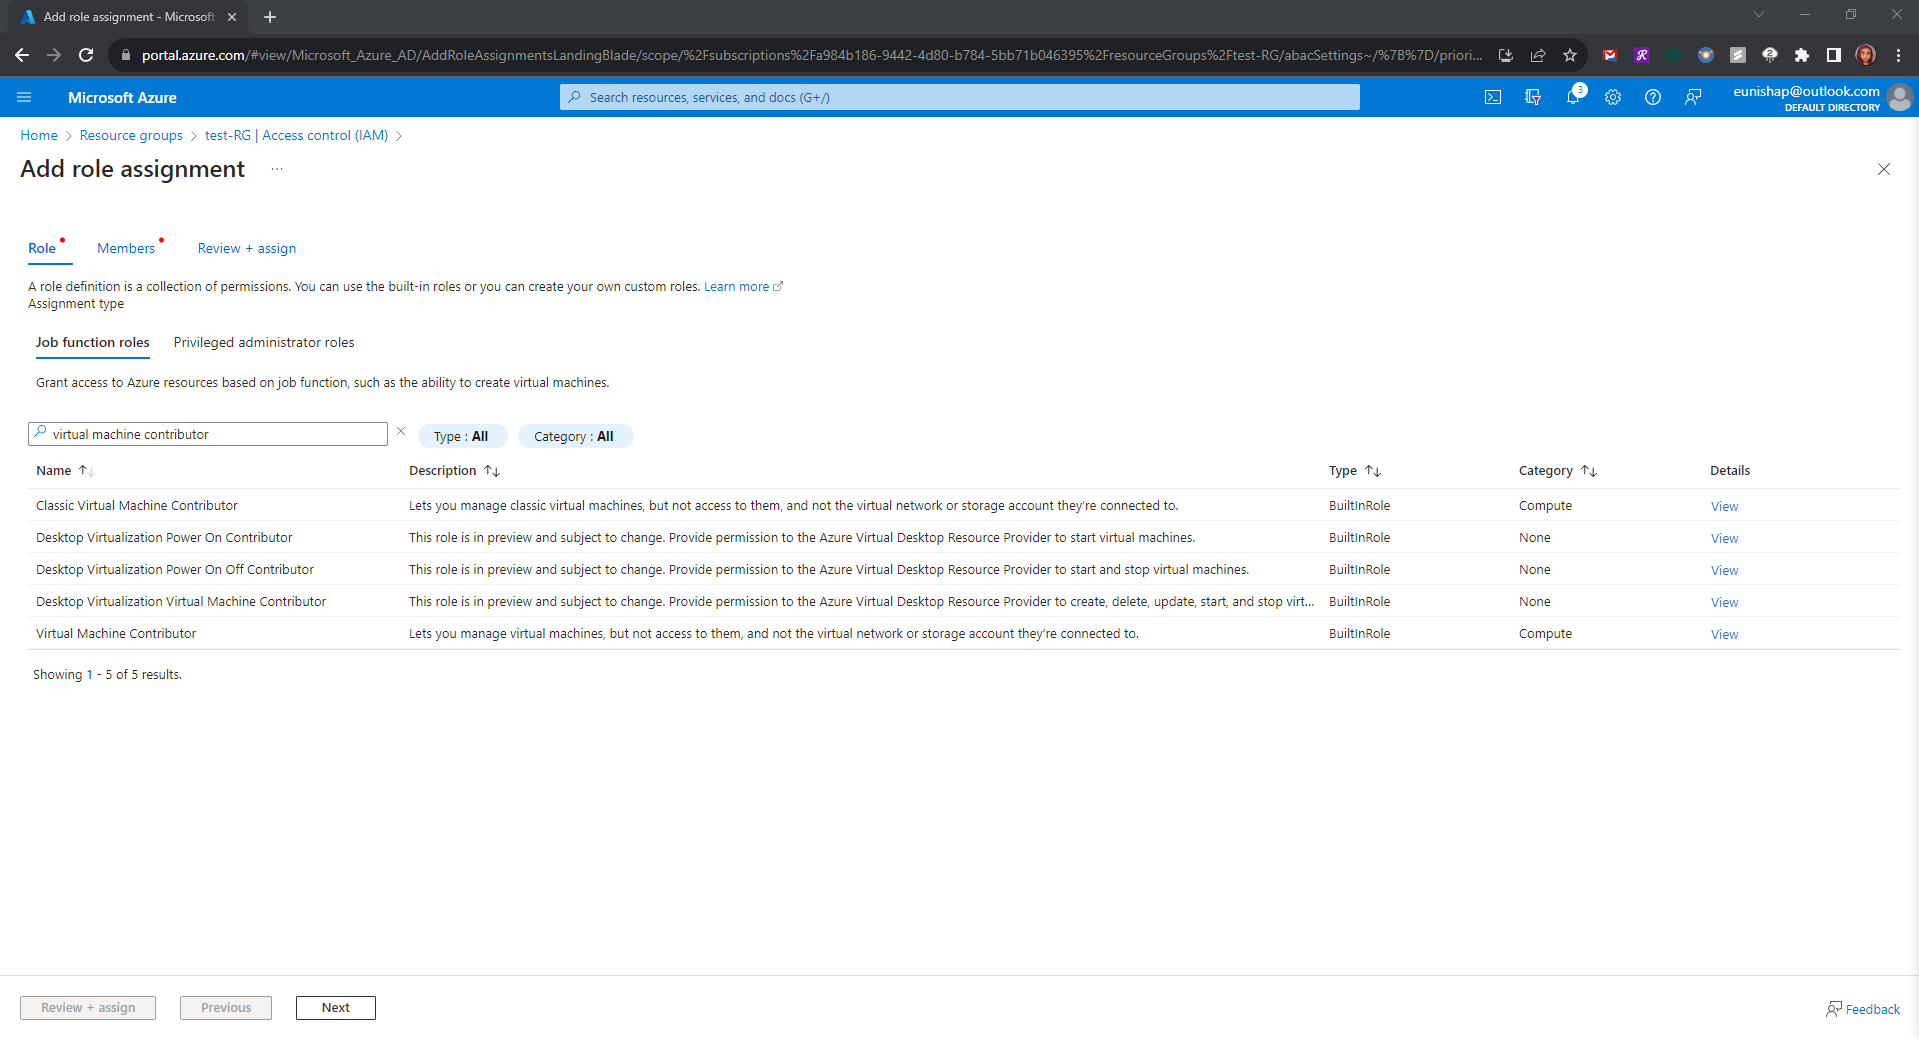 Add role assignment - Microsoft
portal.azure.com/#view/Microsoft_Azure_AD/AddRoleAssignmentsLandingBlade/scope/%2Fsubscriptions%2Fa984b186-9442-4d80-b784-5bb71b046395%2FresourceGroups%2Ftest-RG/abacSettings~/%7B%7D/priori...
Microsoft Azure
Search resources, services, and docs (G+/)
3
eunishap@outlook.com
DEFAULT DIRECTORY
Home > Resource groups > test-RG | Access control (IAM) >
Add role assignment ...
Role Members Review + assign
A role definition is a collection of permissions. You can use the built-in roles or you can create your own custom roles. Learn more
Assignment type
Job function roles Privileged administrator roles
Grant access to Azure resources based on job function, such as the ability to create virtual machines.
virtual machine contributor Type : All Category : All
Name Description Type Category Details
Classic Virtual Machine Contributor Lets you manage classic virtual machines, but not access to them, and not the virtual network or storage account they're connected to. BuiltInRole Compute View
Desktop Virtualization Power On Contributor This role is in preview and subject to change. Provide permission to the Azure Virtual Desktop Resource Provider to start virtual machines. BuiltInRole None View
Desktop Virtualization Power On Off Contributor This role is in preview and subject to change. Provide permission to the Azure Virtual Desktop Resource Provider to start and stop virtual machines. BuiltInRole None View
Desktop Virtualization Virtual Machine Contributor This role is in preview and subject to change. Provide permission to the Azure Virtual Desktop Resource Provider to create, delete, update, start, and stop virt... BuiltInRole None View
Virtual Machine Contributor Lets you manage virtual machines, but not access to them, and not the virtual network or storage account they're connected to. BuiltInRole Compute View
Showing 1 - 5 of 5 results.
Review + assign Previous Next Feedback